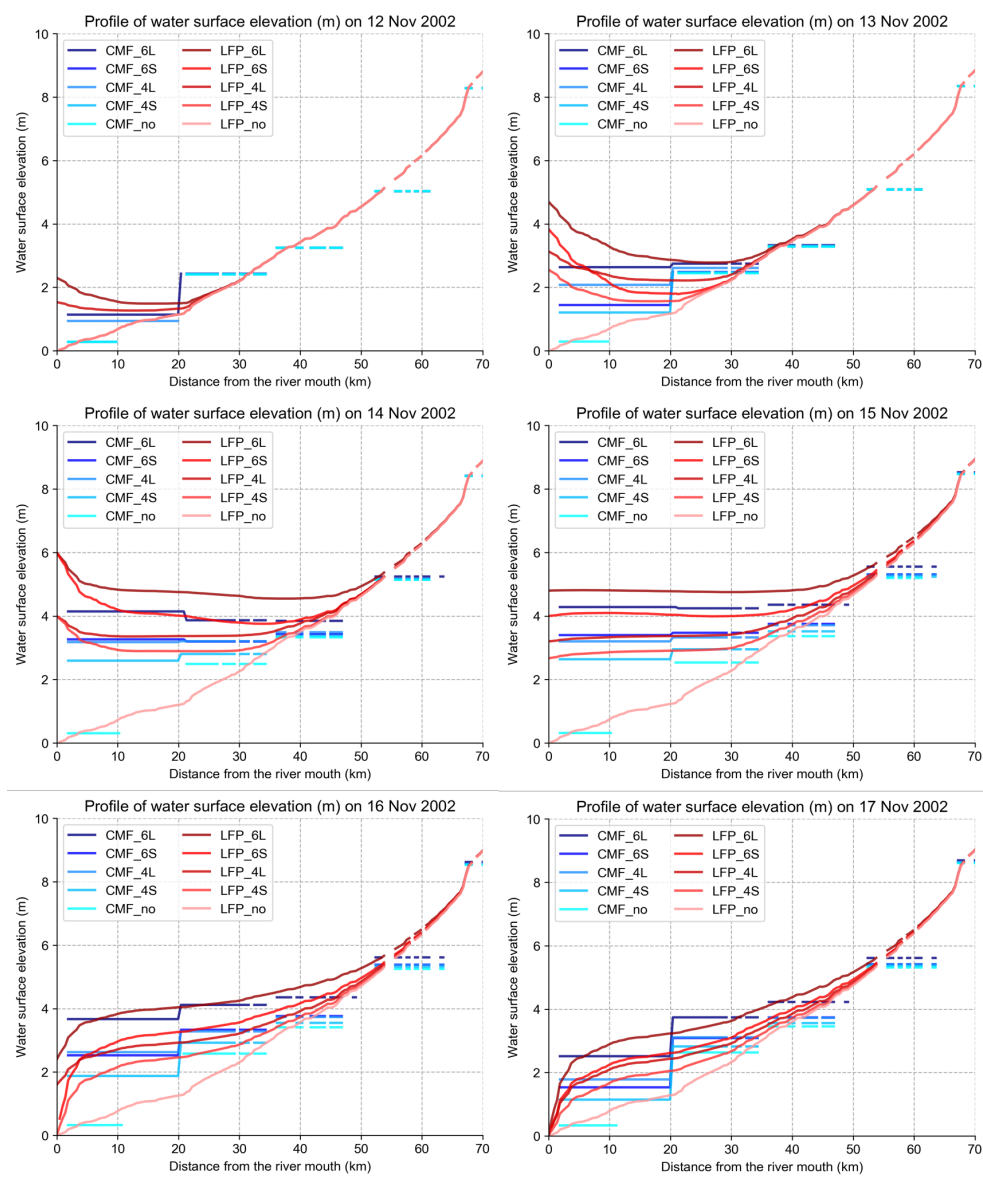 Profile of water surface elevation (m) on 12 Nov 2002
10
8
6
4
2
0
Water surface elevation (m)
CMF_6L LFP_6L
CMF_6S LFP_6S
CMF_4L LFP_4L
CMF_4S LFP_4S
CMF_no LFP_no
0 10 20 30 40 50 60 70
Distance from the river mouth (km)
Profile of water surface elevation (m) on 13 Nov 2002
10
8
6
4
2
0
Water surface elevation (m)
CMF_6L LFP_6L
CMF_6S LFP_6S
CMF_4L LFP_4L
CMF_4S LFP_4S
CMF_no LFP_no
0 10 20 30 40 50 60 70
Distance from the river mouth (km)
Profile of water surface elevation (m) on 14 Nov 2002
10
8
6
4
2
0
Water surface elevation (m)
CMF_6L LFP_6L
CMF_6S LFP_6S
CMF_4L LFP_4L
CMF_4S LFP_4S
CMF_no LFP_no
0 10 20 30 40 50 60 70
Distance from the river mouth (km)
Profile of water surface elevation (m) on 15 Nov 2002
10
8
6
4
2
0
Water surface elevation (m)
CMF_6L LFP_6L
CMF_6S LFP_6S
CMF_4L LFP_4L
CMF_4S LFP_4S
CMF_no LFP_no
0 10 20 30 40 50 60 70
Distance from the river mouth (km)
Profile of water surface elevation (m) on 16 Nov 2002
10
8
6
4
2
0
Water surface elevation (m)
CMF_6L LFP_6L
CMF_6S LFP_6S
CMF_4L LFP_4L
CMF_4S LFP_4S
CMF_no LFP_no
0 10 20 30 40 50 60 70
Distance from the river mouth (km)
Profile of water surface elevation (m) on 17 Nov 2002
10
8
6
4
2
0
Water surface elevation (m)
CMF_6L LFP_6L
CMF_6S LFP_6S
CMF_4L LFP_4L
CMF_4S LFP_4S
CMF_no LFP_no
0 10 20 30 40 50 60 70
Distance from the river mouth (km)